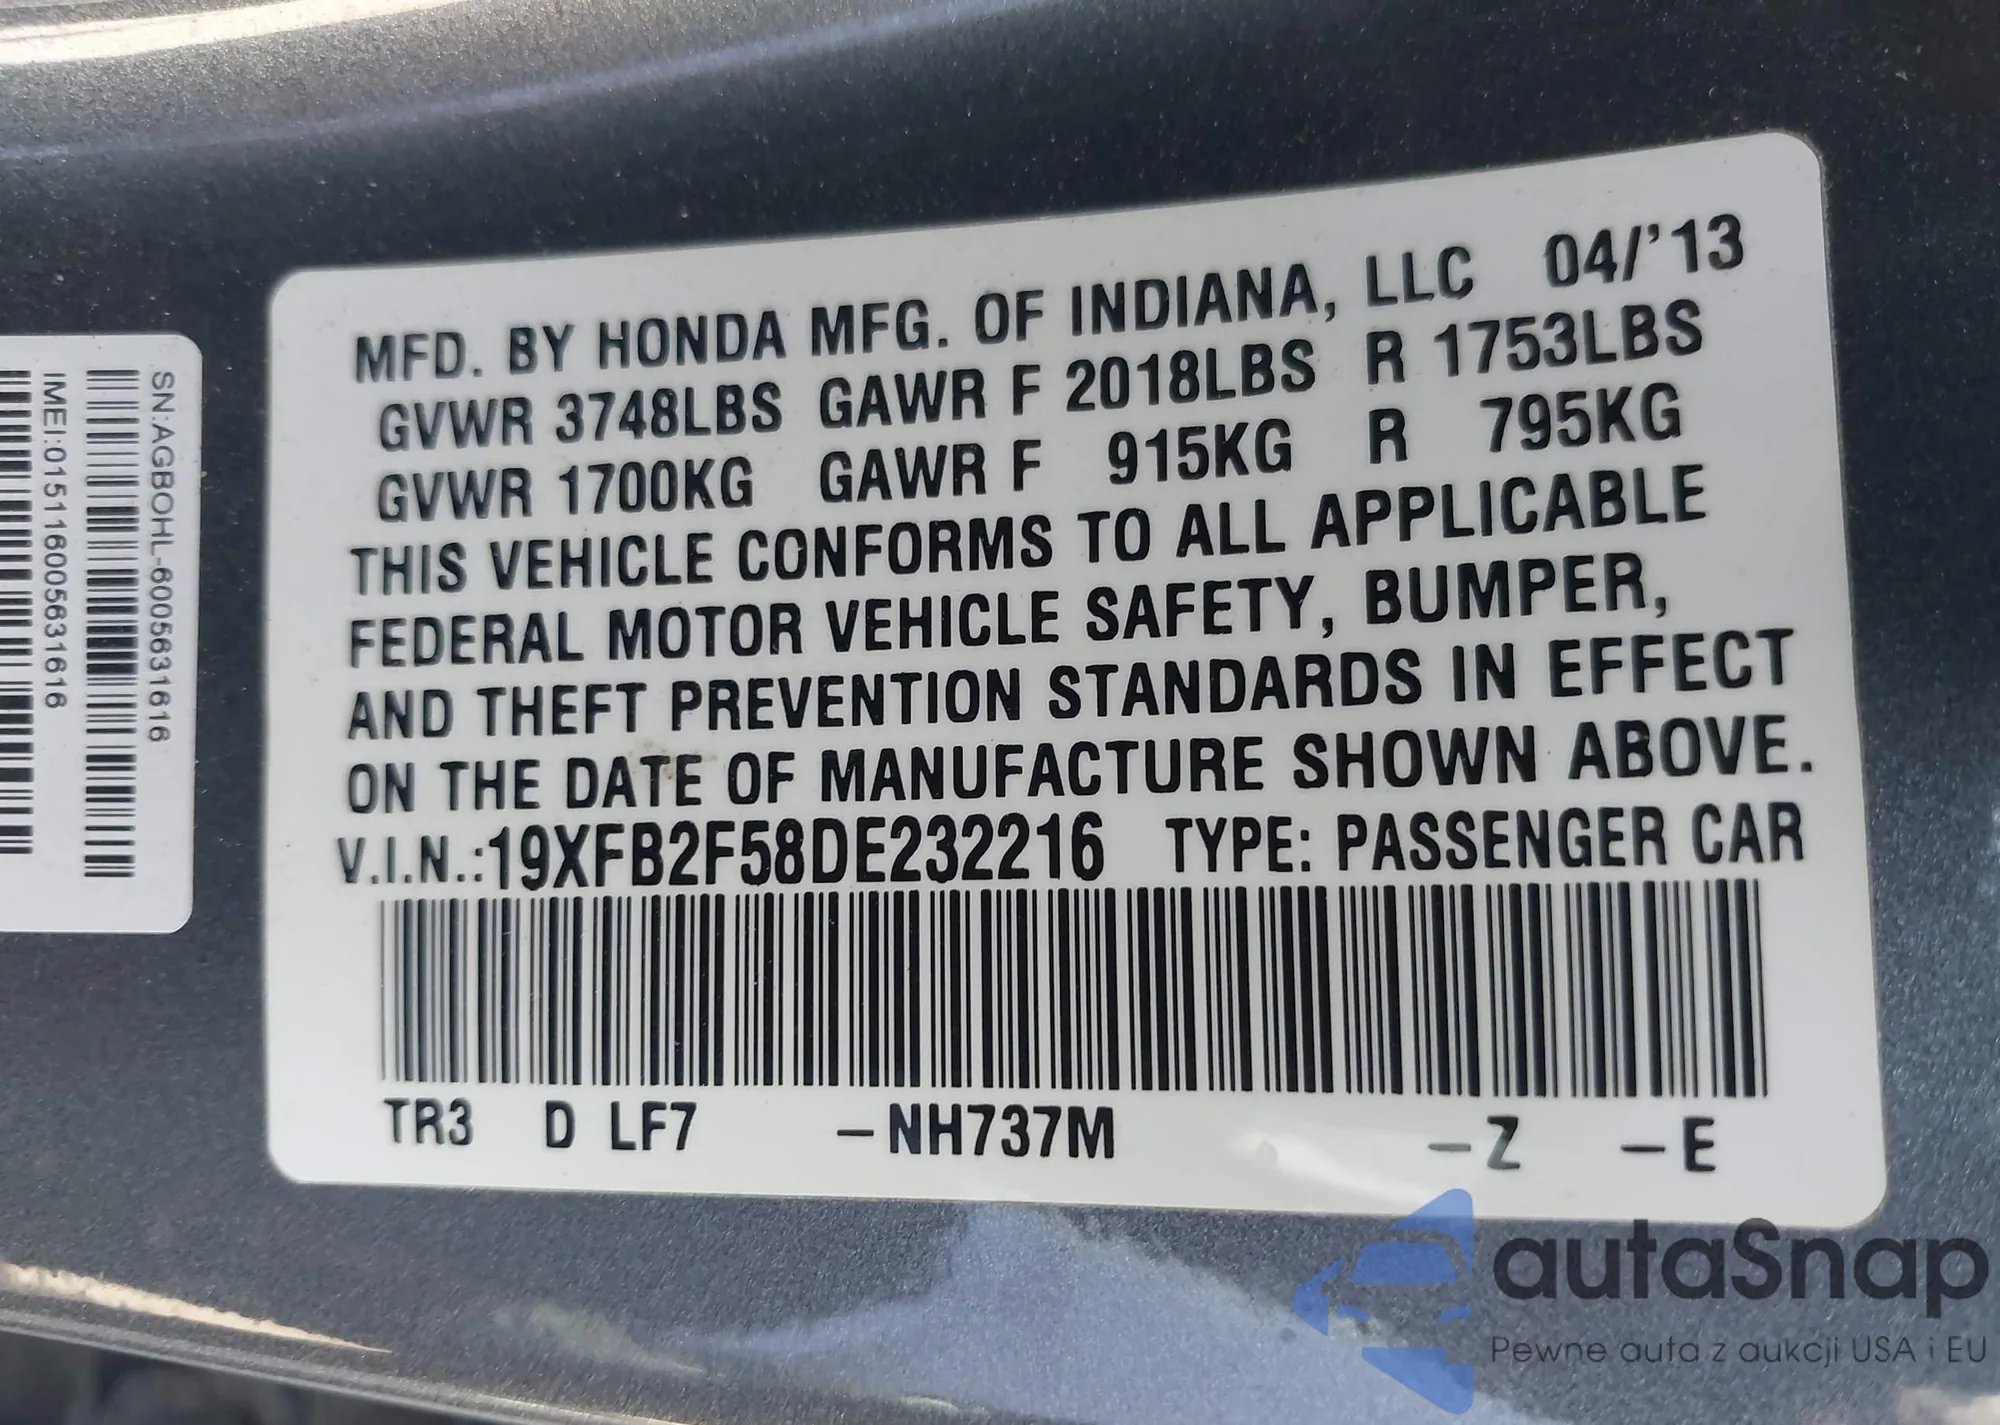 MFD. BY HONDA MFG. OF INDIANA, LLC 04/'13
GVWR 3748LBS GAWR F 2018LBS R 1753LBS
GVWR 1700KG GAWR F 915KG R 795KG
THIS VEHICLE CONFORMS TO ALL APPLICABLE
FEDERAL MOTOR VEHICLE SAFETY, BUMPER,
AND THEFT PREVENTION STANDARDS IN EFFECT
ON THE DATE OF MANUFACTURE SHOWN ABOVE.
V.I.N.:19XFB2F58DE232216 TYPE: PASSENGER CAR
TR3 D LF7 –NH737M –Z –E
SN:AGBOHL-6005631616
IMEI:015116005631616
autaSnap
Pewne auta z aukcji USA i EU